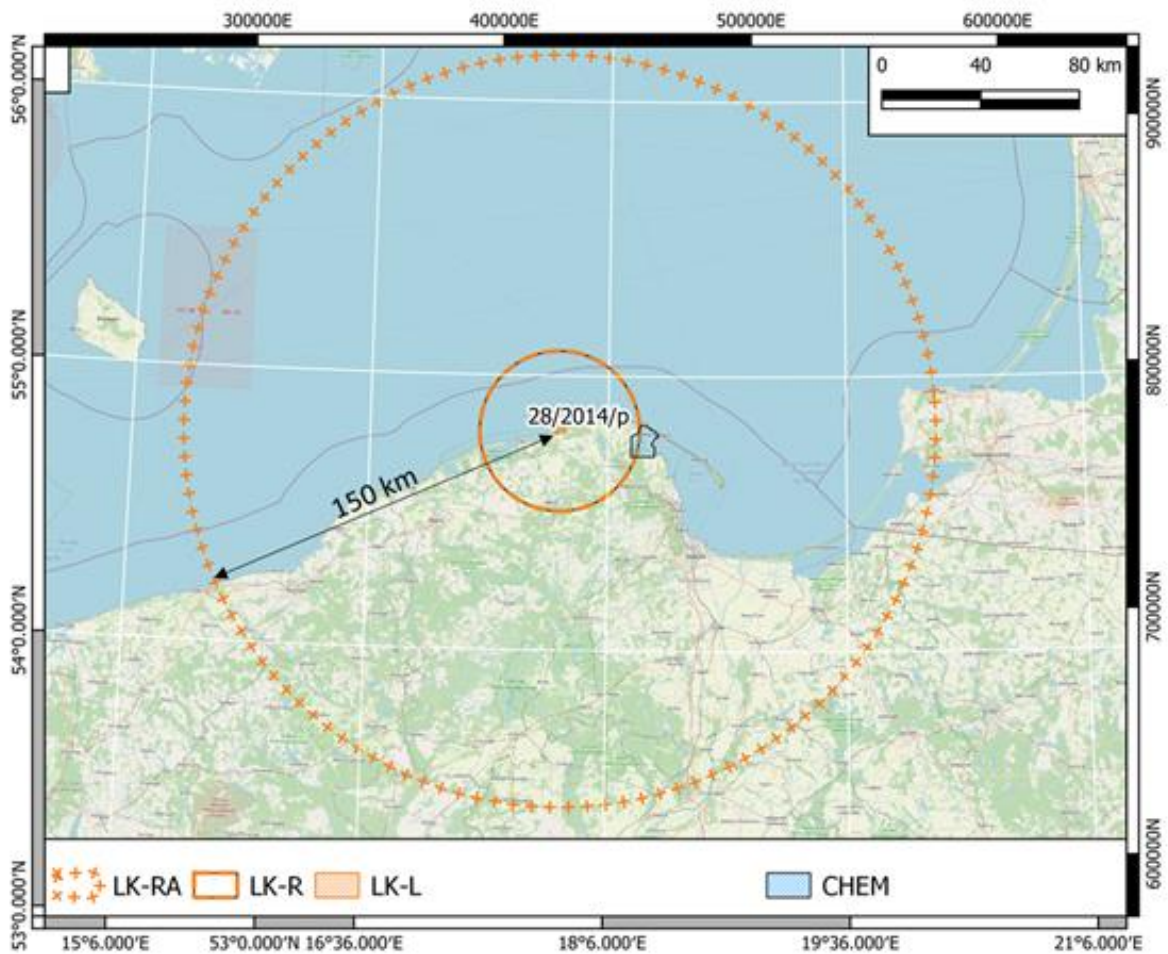 300000E 400000E 500000E 600000E
0 40 80 km
56°0.000'N
900000N
55°0.000'N
800000N
28/2014/p
150 km
54°0.000'N
700000N
LK-RA LK-R LK-L CHEM
600000N
53°0.000'N
15°6.000'E 53°0.000'N 16°36.000'E 18°6.000'E 19°36.000'E 21°6.000'E